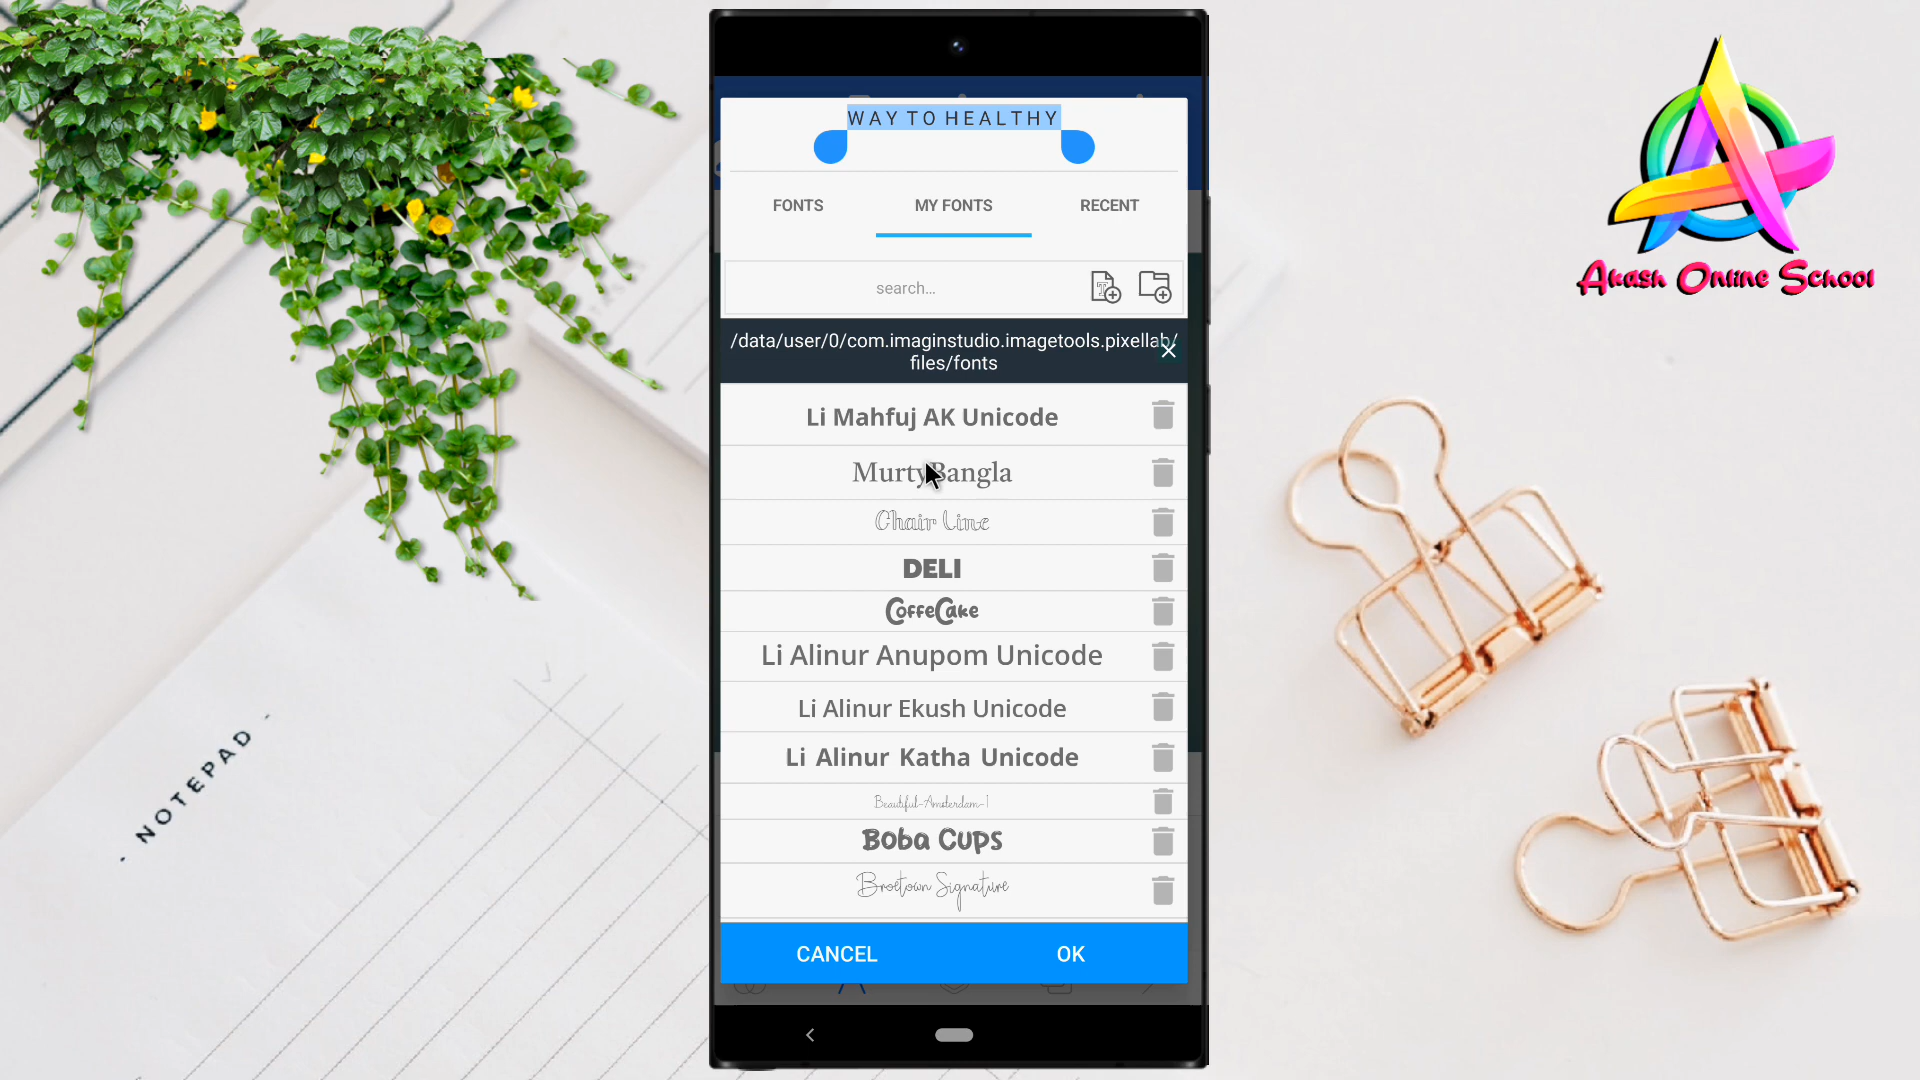 WAY TO HEALTHY
FONTS
MY FONTS
RECENT
search...
/data/user/0/com.imaginstudio.imagetools.pixellab/
files/fonts
Li Mahfuj AK Unicode
MurtyBangla
Chair Line
DELI
CoffeCake
Li Alinur Anupom Unicode
Li Alinur Ekush Unicode
Li Alinur Katha Unicode
Beautiful-Amsterdam-1
Boba Cups
Broetown Signature
CANCEL
OK
- NOTEPAD -
Akash Online School